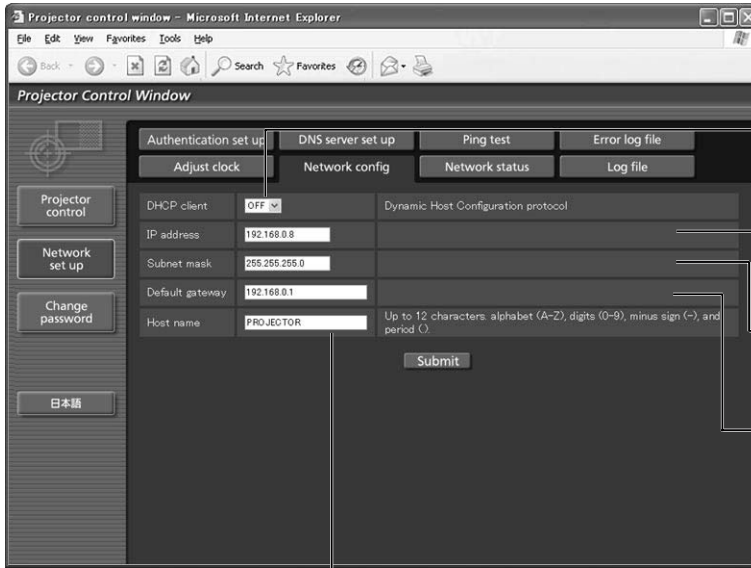 Projector control window - Microsoft Internet Explorer
File Edit View Favorites Tools Help
Back Search Favorites
Projector Control Window
Authentication set up DNS server set up Ping test Error log file
Adjust clock Network config Network status Log file
Projector control
Network set up
Change password
日本語
DHCP client OFF Dynamic Host Configuration protocol
IP address 192.168.0.8
Subnet mask 255.255.255.0
Default gateway 192.168.0.1
Host name PROJECTOR Up to 12 characters. alphabet (A-Z), digits (0-9), minus sign (-), and
period (.).
Submit